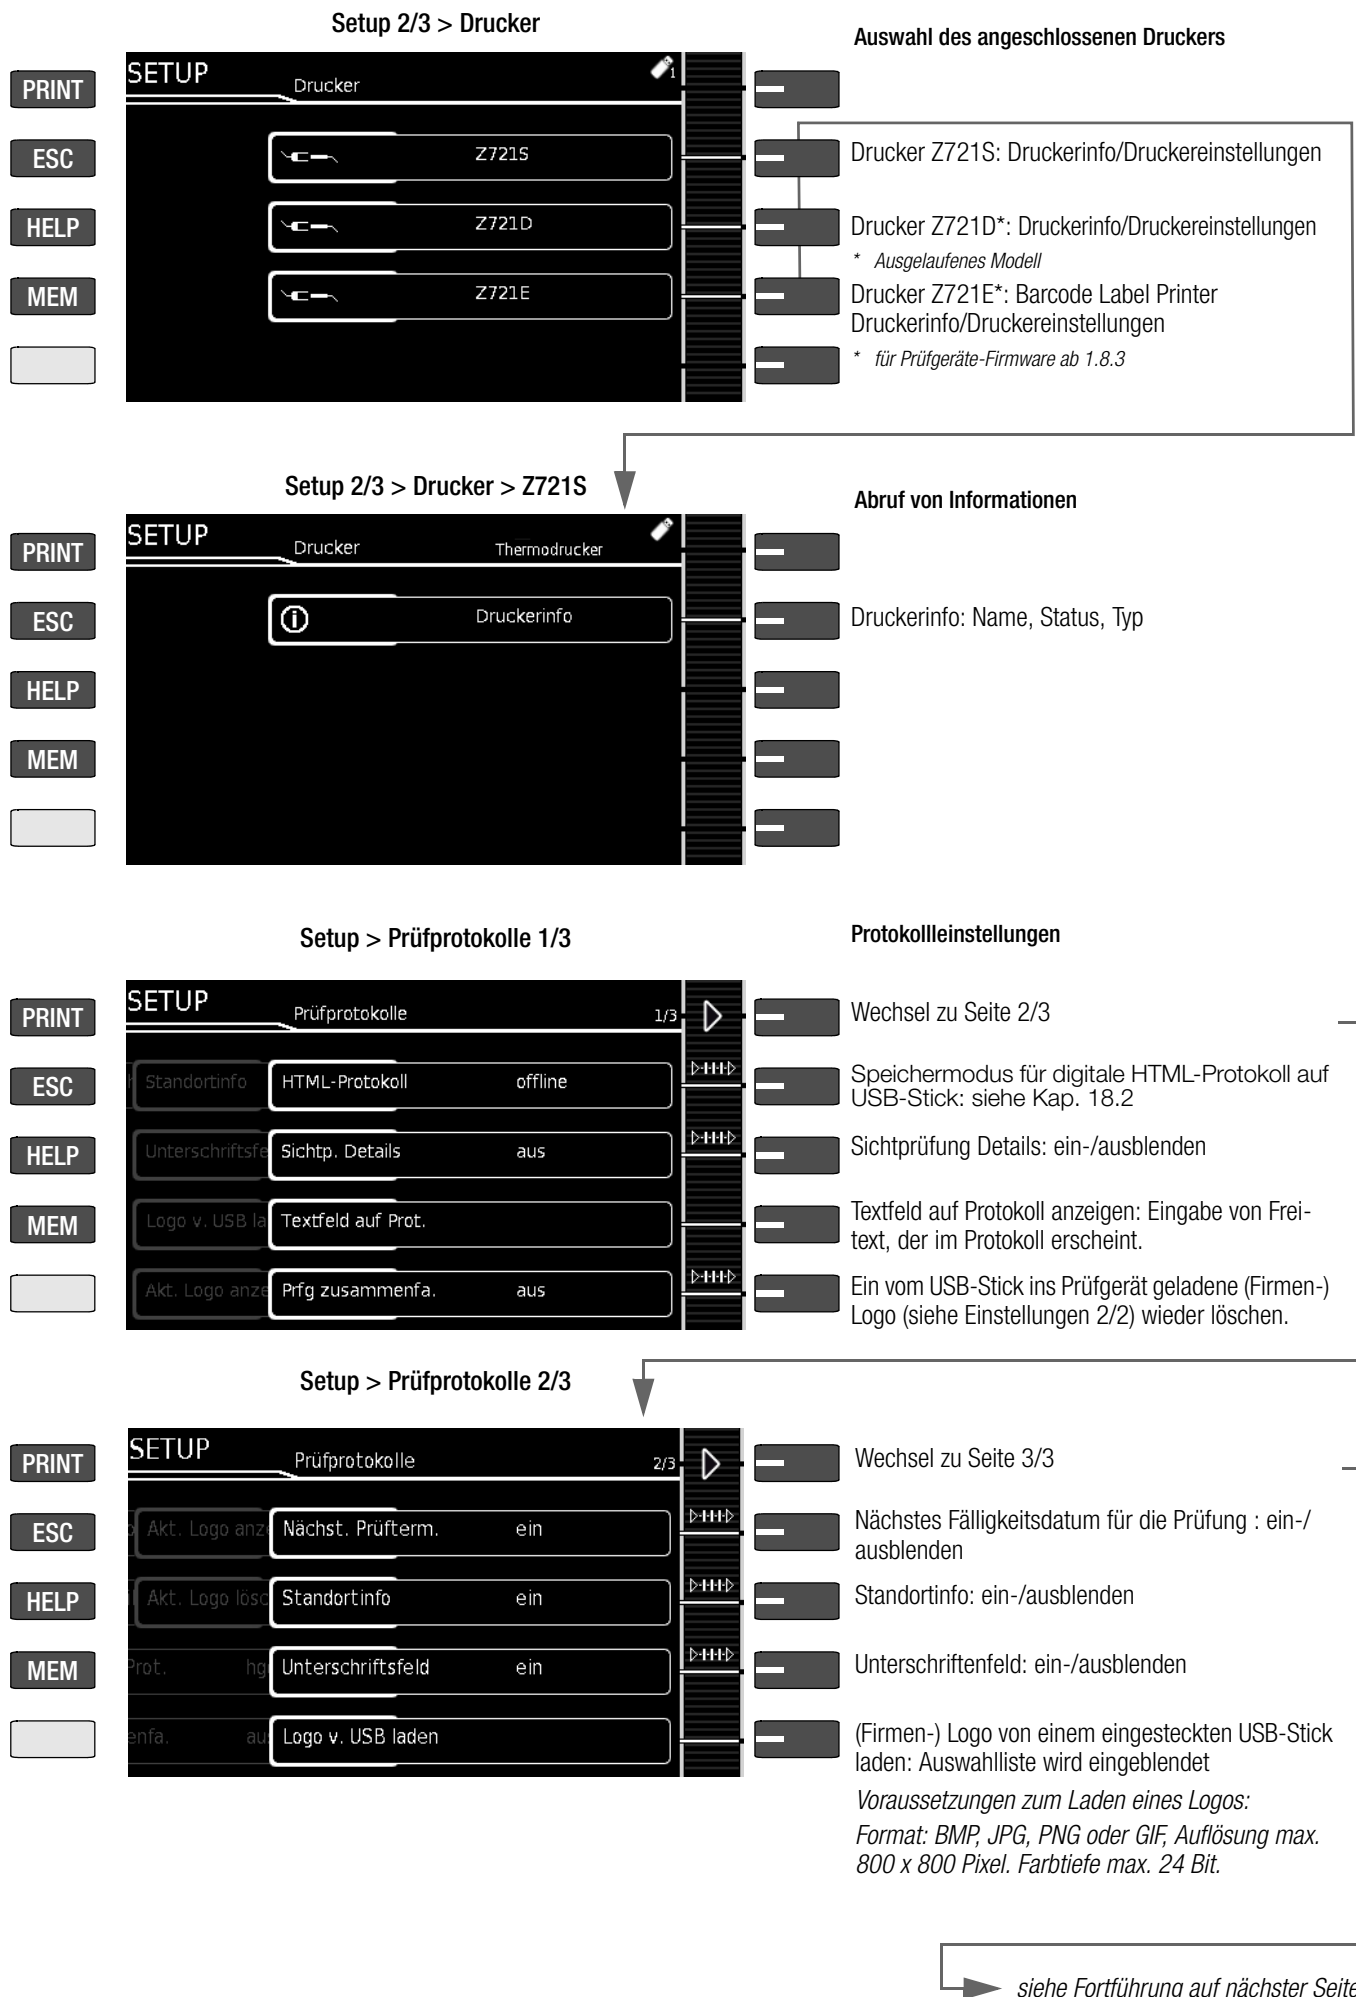 Setup 2/3 > Drucker
Auswahl des angeschlossenen Druckers
SETUP
Drucker
1
PRINT
ESC
Z721S
Drucker Z721S: Druckerinfo/Druckereinstellungen
HELP
Z721D
Drucker Z721D*: Druckerinfo/Druckereinstellungen
* Ausgelaufenes Modell
MEM
Z721E
Drucker Z721E*: Barcode Label Printer
Druckerinfo/Druckereinstellungen
* für Prüfgeräte-Firmware ab 1.8.3
Setup 2/3 > Drucker > Z721S
Abruf von Informationen
SETUP
Drucker
Thermodrucker
PRINT
ESC
Druckerinfo
Druckerinfo: Name, Status, Typ
HELP
MEM
Setup > Prüfprotokolle 1/3
Protokollleinstellungen
SETUP
Prüfprotokolle
1/3
PRINT
Wechsel zu Seite 2/3
ESC
Standortinfo
HTML-Protokoll offline
Speichermodus für digitale HTML-Protokoll auf
USB-Stick: siehe Kap. 18.2
HELP
Unterschriftsfe
Sichtp. Details aus
Sichtprüfung Details: ein-/ausblenden
MEM
Logo v. USB la
Textfeld auf Prot.
Textfeld auf Protokoll anzeigen: Eingabe von Frei-
text, der im Protokoll erscheint.
Akt. Logo anze
Prfg zusammenfa. aus
Ein vom USB-Stick ins Prüfgerät geladene (Firmen-)
Logo (siehe Einstellungen 2/2) wieder löschen.
Setup > Prüfprotokolle 2/3
SETUP
Prüfprotokolle
2/3
PRINT
Wechsel zu Seite 3/3
ESC
Akt. Logo anze
Nächst. Prüfterm. ein
Nächstes Fälligkeitsdatum für die Prüfung : ein-/
ausblenden
HELP
Akt. Logo lösc
Standortinfo ein
Standortinfo: ein-/ausblenden
MEM
Prot. hg
Unterschriftsfeld ein
Unterschriftenfeld: ein-/ausblenden
enfa. au
Logo v. USB laden
(Firmen-) Logo von einem eingesteckten USB-Stick
laden: Auswahlliste wird eingeblendet
Voraussetzungen zum Laden eines Logos:
Format: BMP, JPG, PNG oder GIF, Auflösung max.
800 x 800 Pixel. Farbtiefe max. 24 Bit.
siehe Fortführung auf nächster Seite